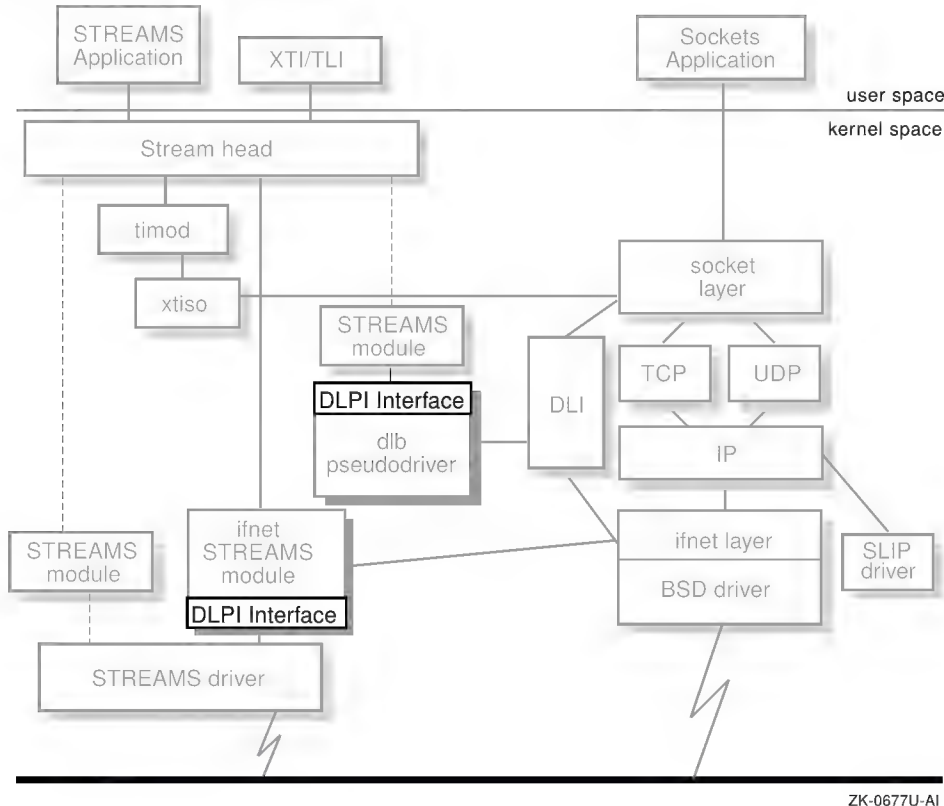 STREAMS
Application
XTI/TLI
Sockets
Application
user space
kernel space
Stream head
timod
xtiso
socket
layer
STREAMS
module
DLPI Interface
dlb
pseudodriver
DLI
TCP
UDP
IP
ifnet
STREAMS
module
DLPI Interface
STREAMS
module
ifnet layer
BSD driver
SLIP
driver
STREAMS driver
ZK-0677U-AI